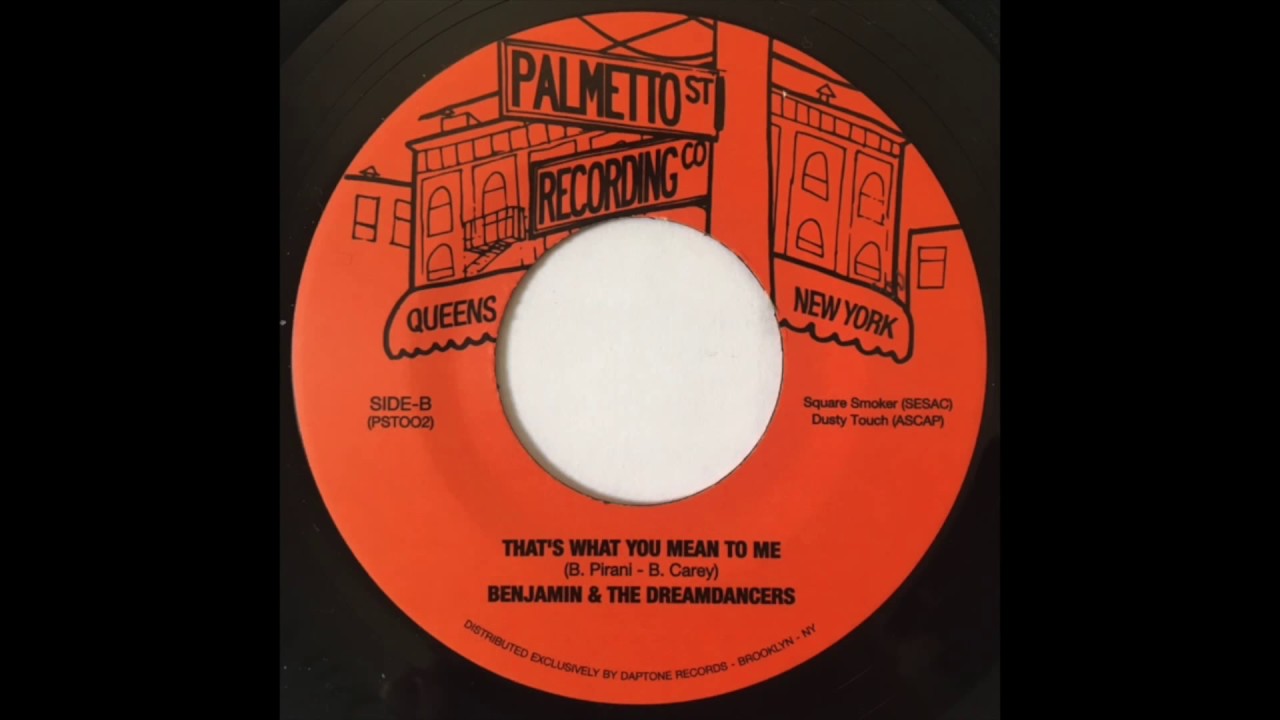 PALMETTO ST
RECORDING CO
QUEENS
NEW YORK
SIDE-B
(PST002)
Square Smoker (SESAC)
Dusty Touch (ASCAP)
THAT'S WHAT YOU MEAN TO ME
(B. Pirani - B. Carey)
BENJAMIN & THE DREAMDANCERS
DISTRIBUTED EXCLUSIVELY BY DAPTONE RECORDS - BROOKLYN - NY